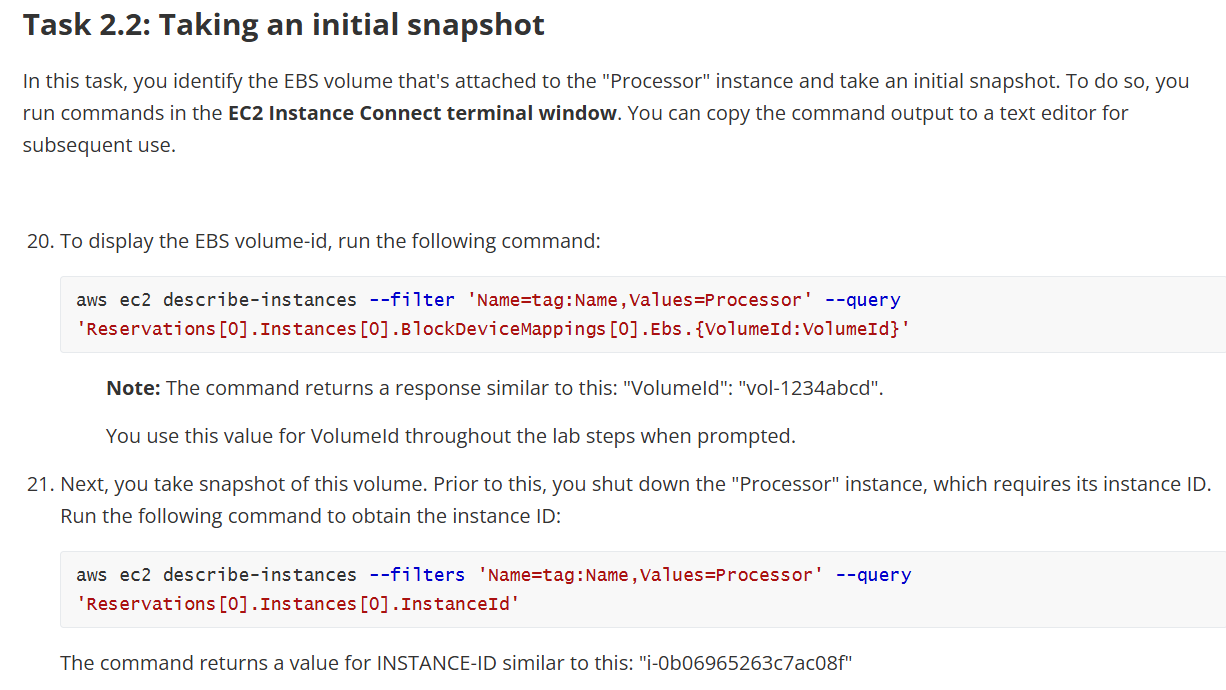 Task 2.2: Taking an initial snapshot
In this task, you identify the EBS volume that's attached to the "Processor" instance and take an initial snapshot. To do so, you
run commands in the EC2 Instance Connect terminal window. You can copy the command output to a text editor for
subsequent use.
20. To display the EBS volume-id, run the following command:
aws ec2 describe-instances --filter 'Name=tag:Name,Values=Processor' --query
'Reservations[0].Instances[0].BlockDeviceMappings[0].Ebs.{VolumeId:VolumeId}'
Note: The command returns a response similar to this: "VolumeId": "vol-1234abcd".
You use this value for VolumeId throughout the lab steps when prompted.
21. Next, you take snapshot of this volume. Prior to this, you shut down the "Processor" instance, which requires its instance ID.
Run the following command to obtain the instance ID:
aws ec2 describe-instances --filters 'Name=tag:Name,Values=Processor' --query
'Reservations[0].Instances[0].InstanceId'
The command returns a value for INSTANCE-ID similar to this: "i-0b06965263c7ac08f"